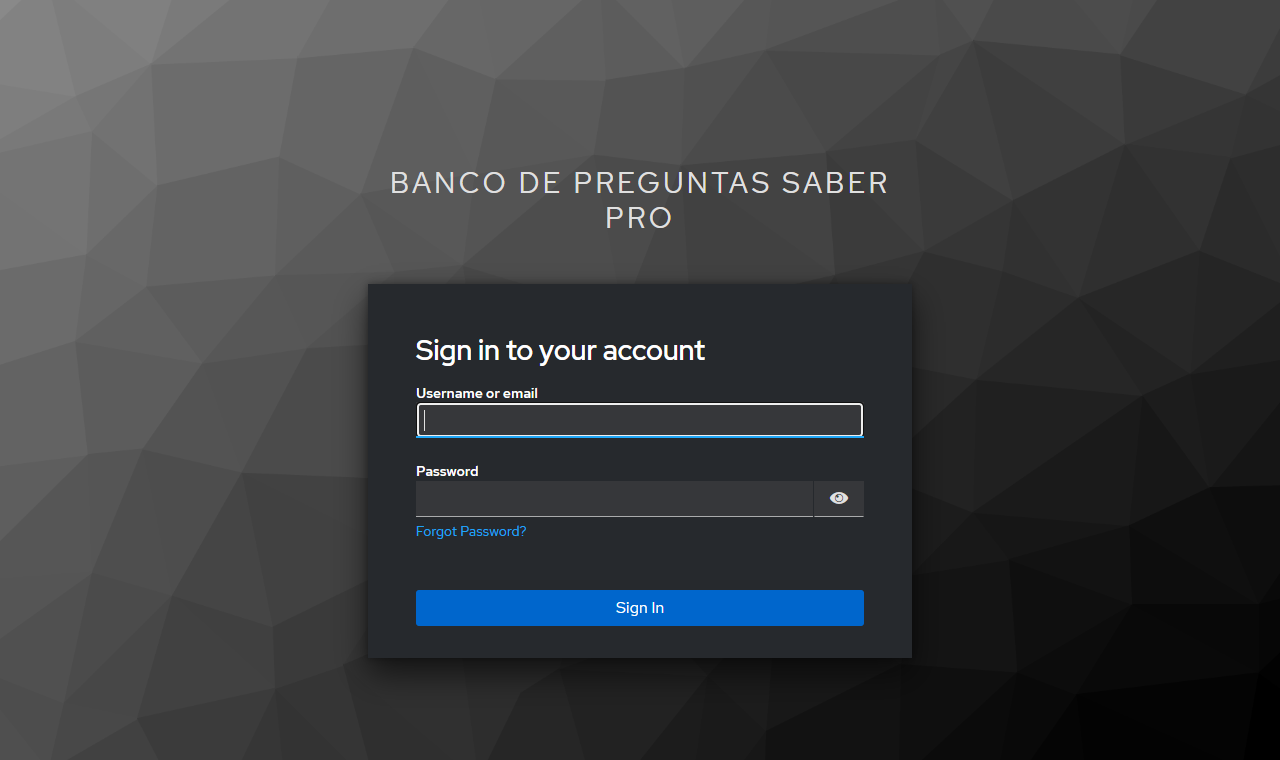 BANCO DE PREGUNTAS SABER
PRO
Sign in to your account
Username or email
Password
Forgot Password?
Sign In